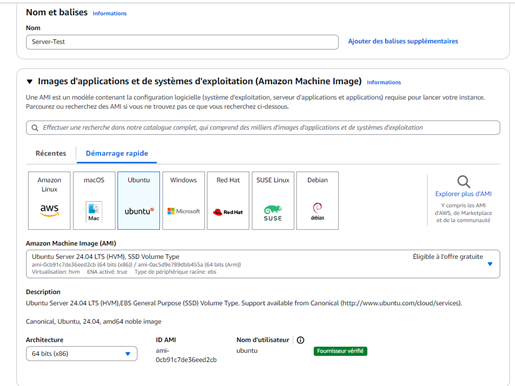 Nom et balises Informations
Nom
Server-Test
Ajouter des balises supplémentaires
Images d'applications et de systèmes d'exploitation (Amazon Machine Image) Informations
Une AMI est un modèle contenant la configuration logicielle (système d'exploitation, serveur d'applications et applications) requise pour lancer votre instance.
Parcourez ou recherchez des AMI si vous ne trouvez pas ce que vous recherchez ci-dessous.
Effectuer une recherche dans notre catalogue complet, qui comprend des milliers d'images d'applications et de systèmes d'exploitation
Récentes Démarrage rapide
Amazon Linux
aws
macOS
Mac
Ubuntu
ubuntu
Windows
Microsoft
Red Hat
Red Hat
SUSE Linux
SUSE
Debian
debian
Explorer plus d'AMI
Y compris les AMI
d'AWS, de Marketplace
et de la communauté
Amazon Machine Image (AMI)
Ubuntu Server 24.04 LTS (HVM), SSD Volume Type Éligible à l'offre gratuite
ami-0cb91c7de36eed2cb (64 bits (x86)) / ami-0ac5d9e789dbb455a (64 bits (Arm))
Virtualisation: hvm ENA activé: true Type de périphérique racine: ebs
Description
Ubuntu Server 24.04 LTS (HVM),EBS General Purpose (SSD) Volume Type. Support available from Canonical (http://www.ubuntu.com/cloud/services).
Canonical, Ubuntu, 24.04, amd64 noble image
Architecture ID AMI Nom d'utilisateur
64 bits (x86)
ami-
0cb91c7de36eed2cb
ubuntu
Fournisseur vérifié